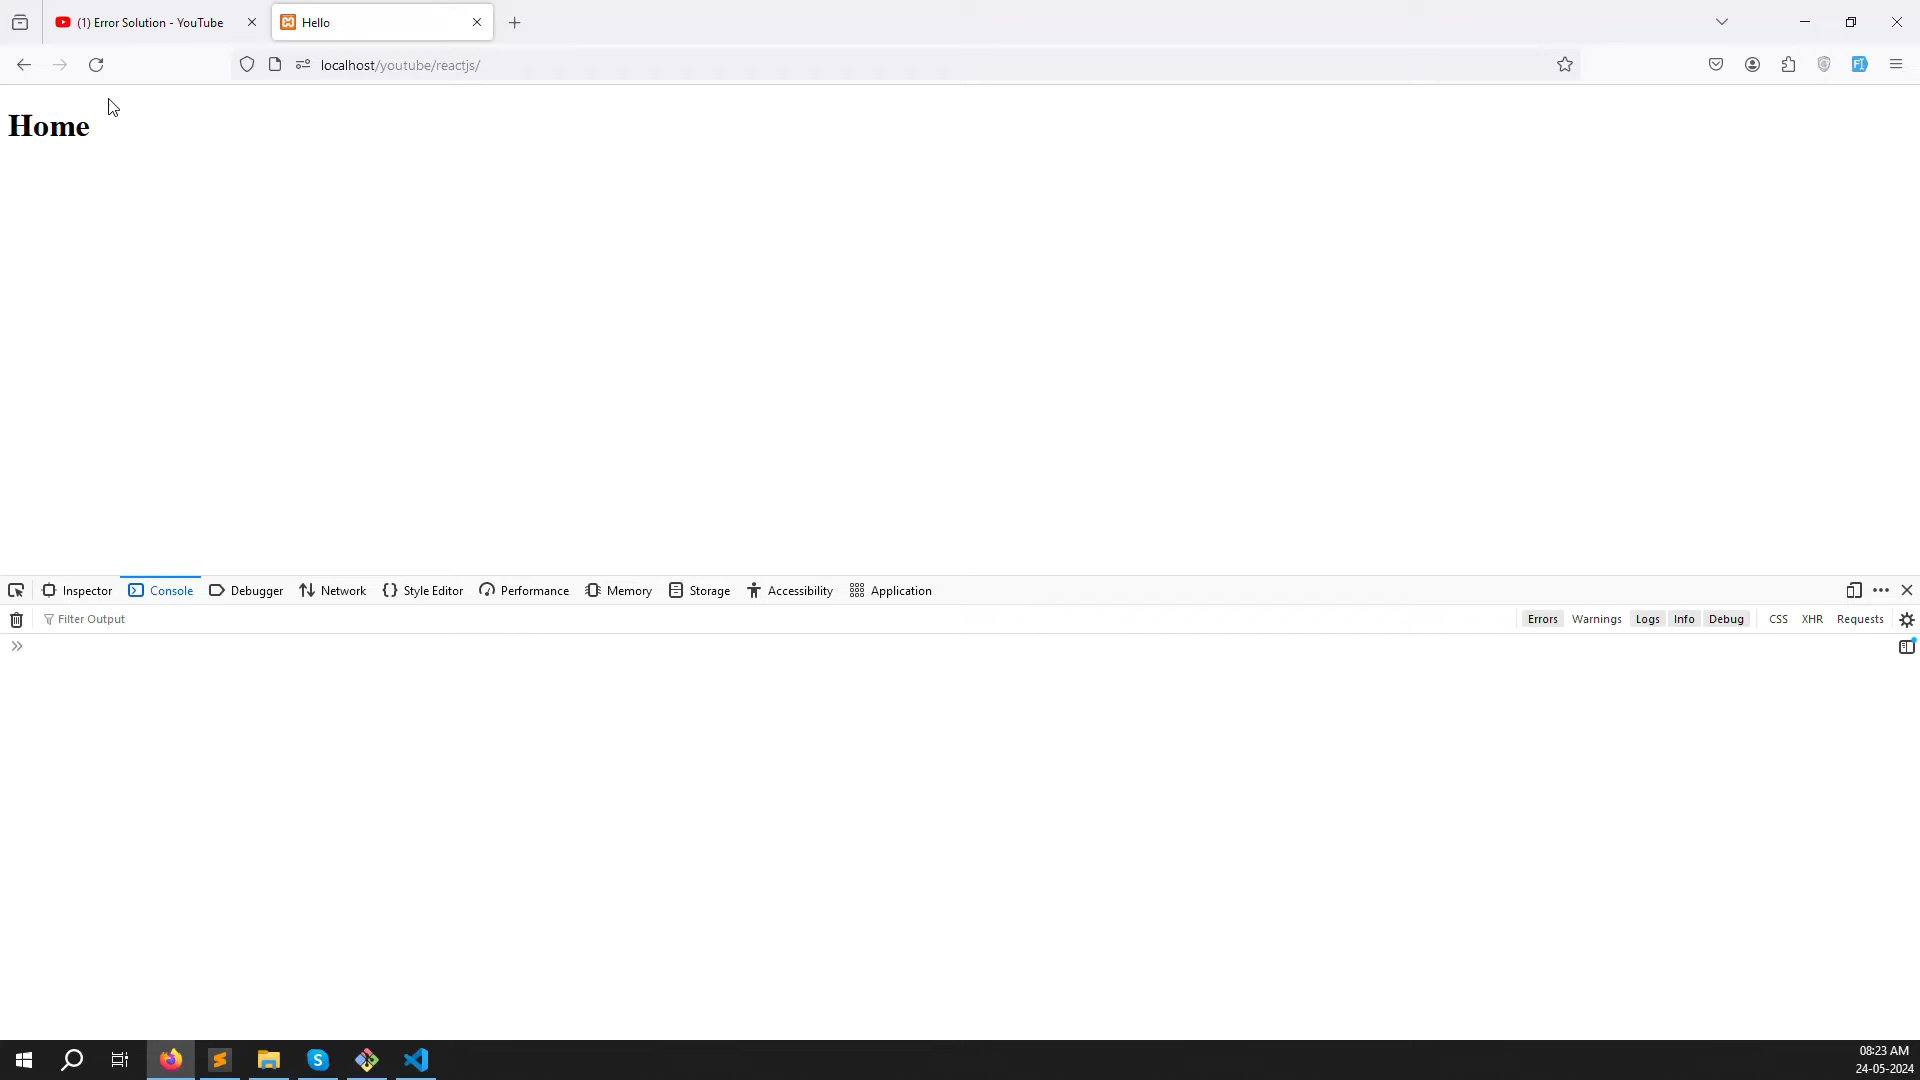 (1) Error Solution - YouTube
Hello
localhost/youtube/reactjs/
Home
Inspector Console Debugger Network Style Editor Performance Memory Storage Accessibility Application
Filter Output Errors Warnings Logs Info Debug CSS XHR Requests
08:23 AM
24-05-2024